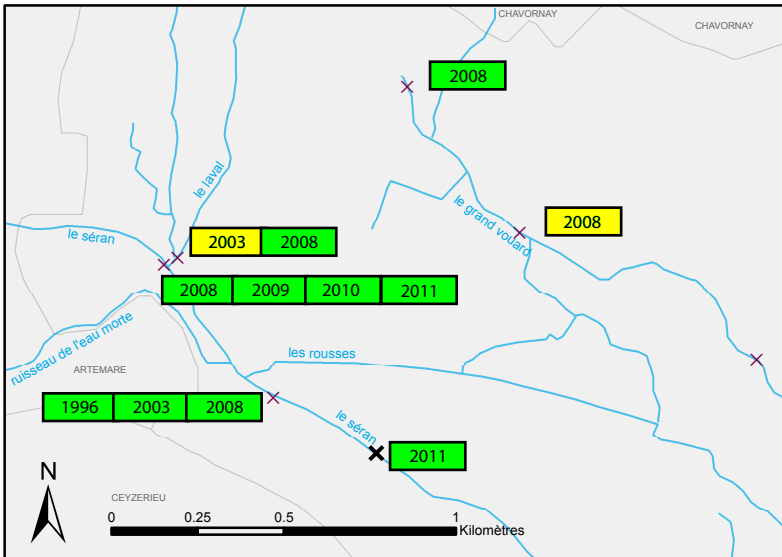 CHAVORNAY
CHAVORNAY
2008
le laval
le grand vouard
2008
le séran
2003 2008
2008 2009 2010 2011
ruisseau de l'eau morte
les rousses
ARTEMARE
1996 2003 2008
le séran
2011
N
CEYZERIEU
0 0.25 0.5 1
Kilomètres